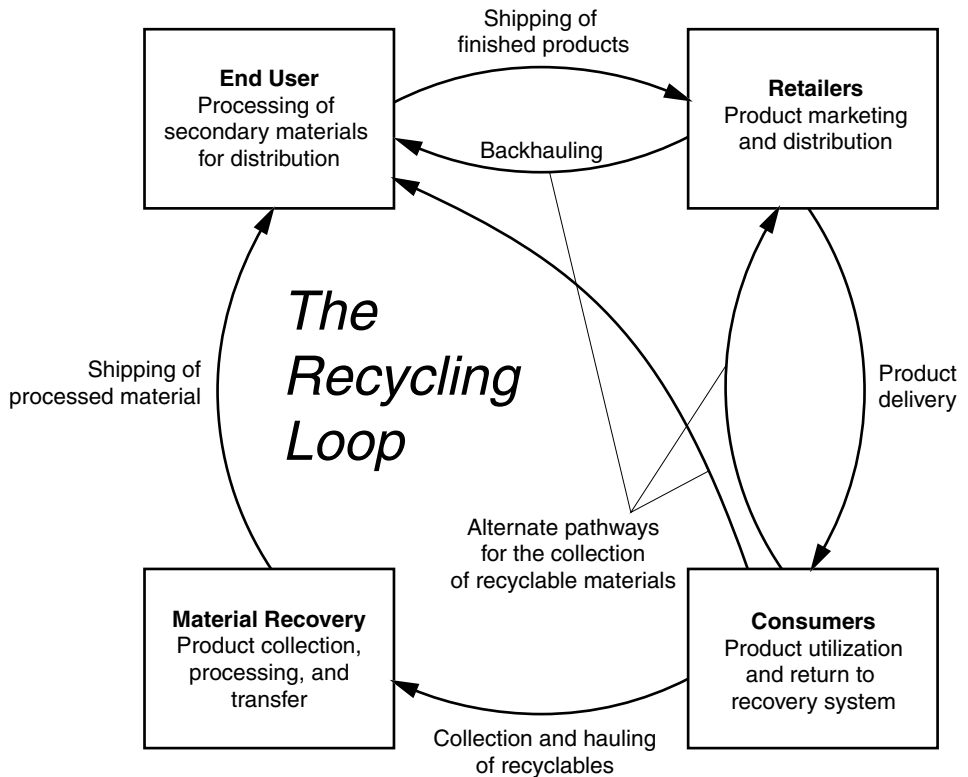 Shipping of
finished products
End User
Processing of
secondary materials
for distribution
Retailers
Product marketing
and distribution
Backhauling
The
Recycling
Loop
Shipping of
processed material
Product
delivery
Alternate pathways
for the collection
of recyclable materials
Material Recovery
Product collection,
processing, and
transfer
Consumers
Product utilization
and return to
recovery system
Collection and hauling
of recyclables